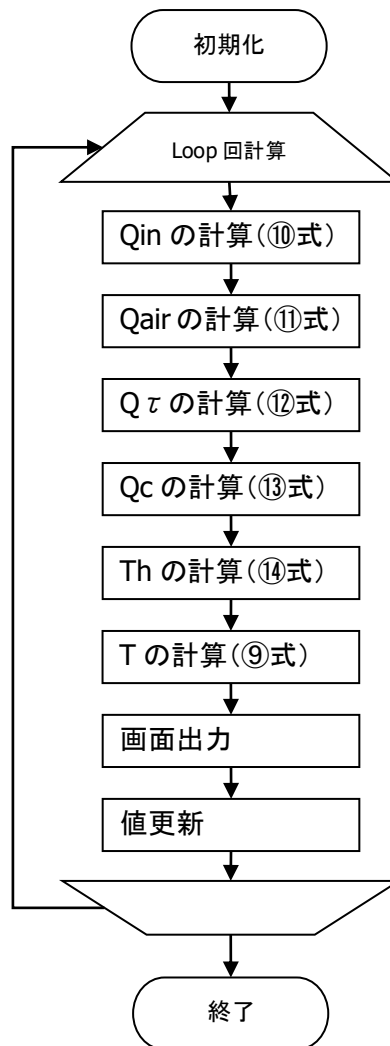 初期化
Loop 回計算
Qin の計算（⑩式）
Qair の計算（⑪式）
Qτ の計算（⑫式）
Qc の計算（⑬式）
Th の計算（⑭式）
T の計算（⑨式）
画面出力
値更新
終了